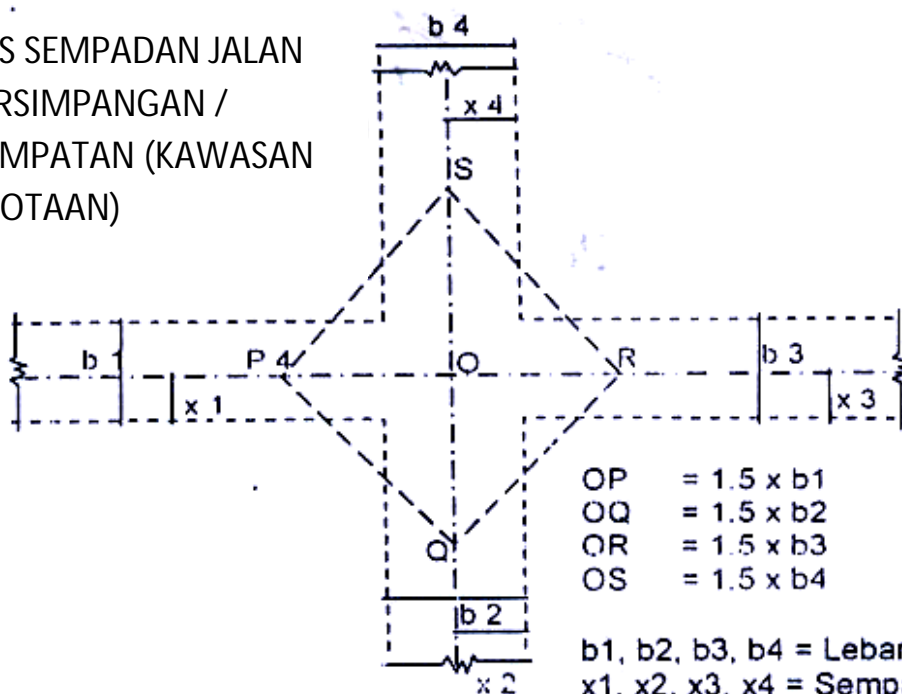 S SEMPADAN JALAN
RSIMPANGAN /
MPATAN (KAWASAN
OTAAN)
b 4
x 4
S
b 1
P 4
O
R
b 3
x 1
x 3
Q
b 2
x 2
OP = 1.5 x b1
OQ = 1.5 x b2
OR = 1.5 x b3
OS = 1.5 x b4
b1, b2, b3, b4 = Lebar
x1, x2, x3, x4 = Semp